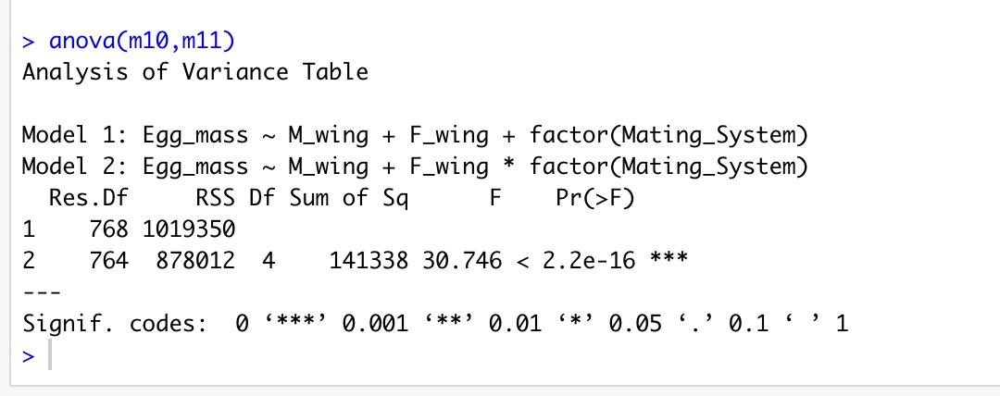 > anova(m10,m11)
Analysis of Variance Table

Model 1: Egg_mass ~ M_wing + F_wing + factor(Mating_System)
Model 2: Egg_mass ~ M_wing + F_wing * factor(Mating_System)
  Res.Df     RSS Df Sum of Sq      F    Pr(>F)
1    768 1019350
2    764  878012  4    141338 30.746 < 2.2e-16 ***
---
Signif. codes:  0 ‘***’ 0.001 ‘**’ 0.01 ‘*’ 0.05 ‘.’ 0.1 ‘ ’ 1
>